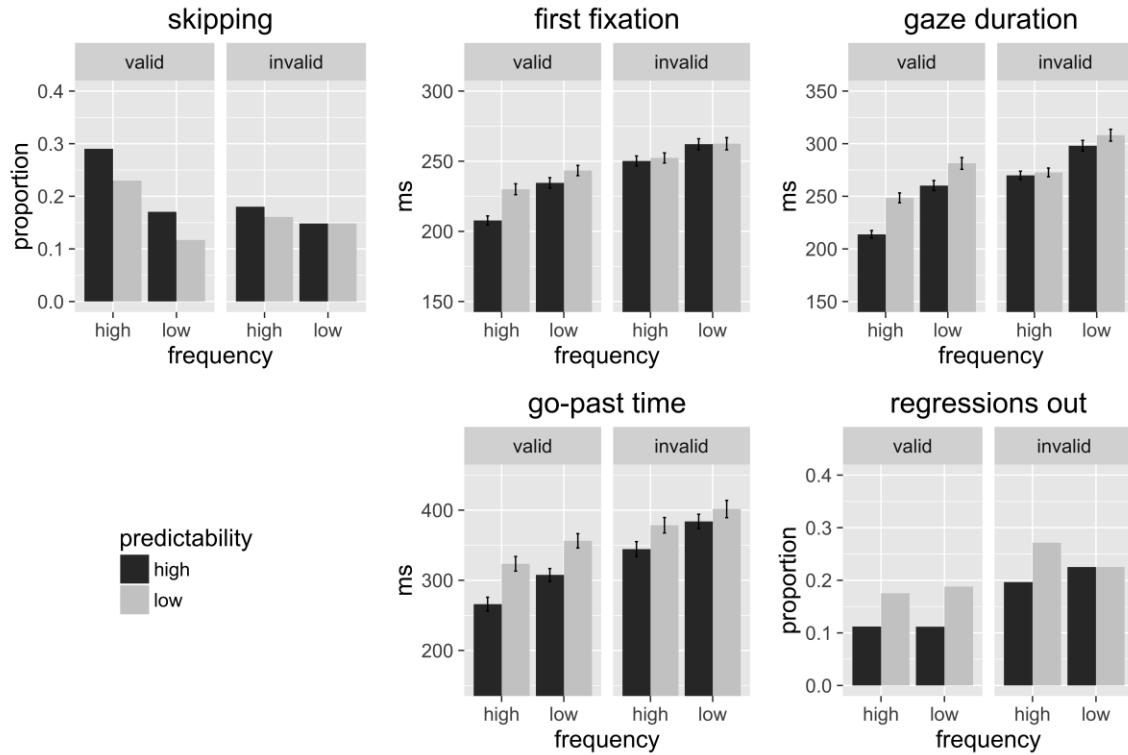 skipping
valid invalid
0.4
0.3
0.2
0.1
0.0
proportion
high low high low
frequency
first fixation
valid invalid
300
250
200
150
ms
high low high low
frequency
gaze duration
valid invalid
350
300
250
200
150
ms
high low high low
frequency
predictability
high
low
go-past time
valid invalid
400
300
200
ms
high low high low
frequency
regressions out
valid invalid
0.4
0.3
0.2
0.1
0.0
proportion
high low high low
frequency